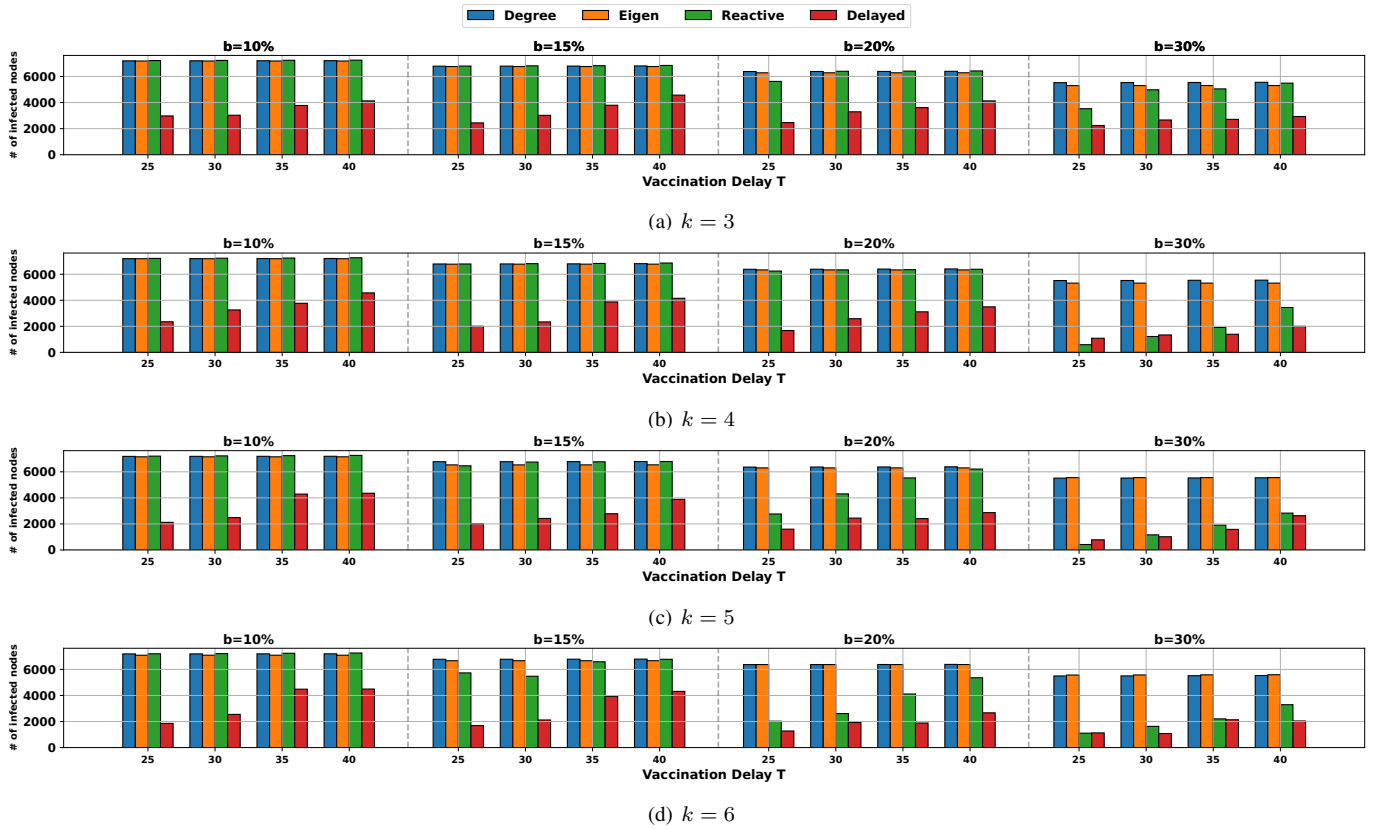 Degree Eigen Reactive Delayed
b=10% b=15% b=20% b=30%
# of infected nodes
6000
4000
2000
0
25 30 35 40 25 30 35 40 25 30 35 40 25 30 35 40
Vaccination Delay T
(a) k = 3
b=10% b=15% b=20% b=30%
# of infected nodes
6000
4000
2000
0
25 30 35 40 25 30 35 40 25 30 35 40 25 30 35 40
Vaccination Delay T
(b) k = 4
b=10% b=15% b=20% b=30%
# of infected nodes
6000
4000
2000
0
25 30 35 40 25 30 35 40 25 30 35 40 25 30 35 40
Vaccination Delay T
(c) k = 5
b=10% b=15% b=20% b=30%
# of infected nodes
6000
4000
2000
0
25 30 35 40 25 30 35 40 25 30 35 40 25 30 35 40
Vaccination Delay T
(d) k = 6